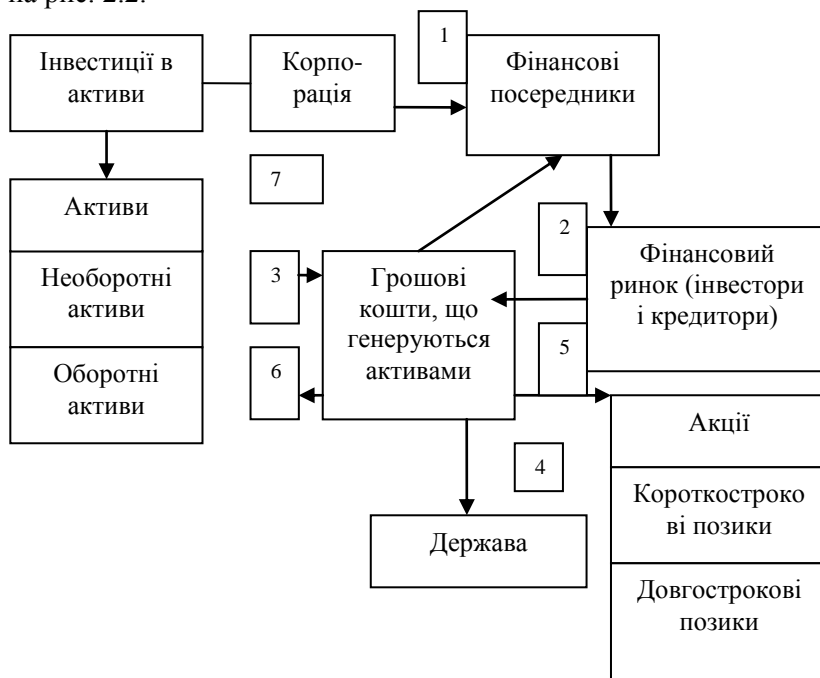 на рис. 2.2.
Інвестиції в
активи
Корпо-
рація
1
Фінансові
посередники
7
Активи
2
Фінансовий
ринок (інвестори
і кредитори)
Необоротні
активи
3
Грошові
кошти, що
генеруються
активами
Оборотні
активи
6
5
Акції
4
Короткостроко
ві позики
Держава
Довгострокові
позики